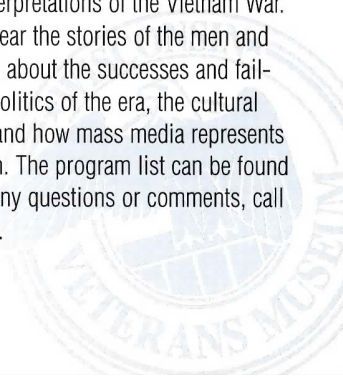 erpretations of the Vietnam War.
ear the stories of the men and
about the successes and fail-
olitics of the era, the cultural
and how mass media represents
. The program list can be found
ny questions or comments, call
.
VETERANS MUSEUM